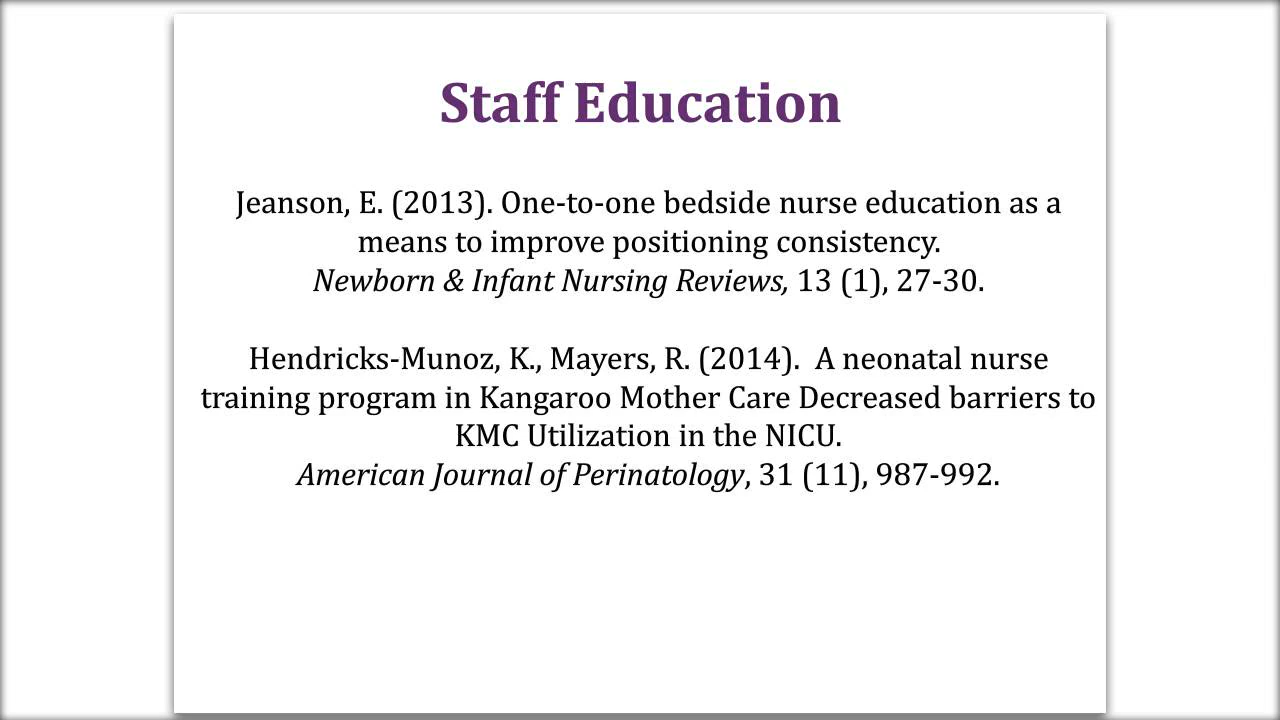 Staff Education
Jeanson, E. (2013). One-to-one bedside nurse education as a
means to improve positioning consistency.
Newborn & Infant Nursing Reviews, 13 (1), 27-30.
Hendricks-Munoz, K., Mayers, R. (2014).  A neonatal nurse
training program in Kangaroo Mother Care Decreased barriers to
KMC Utilization in the NICU.
American Journal of Perinatology, 31 (11), 987-992.